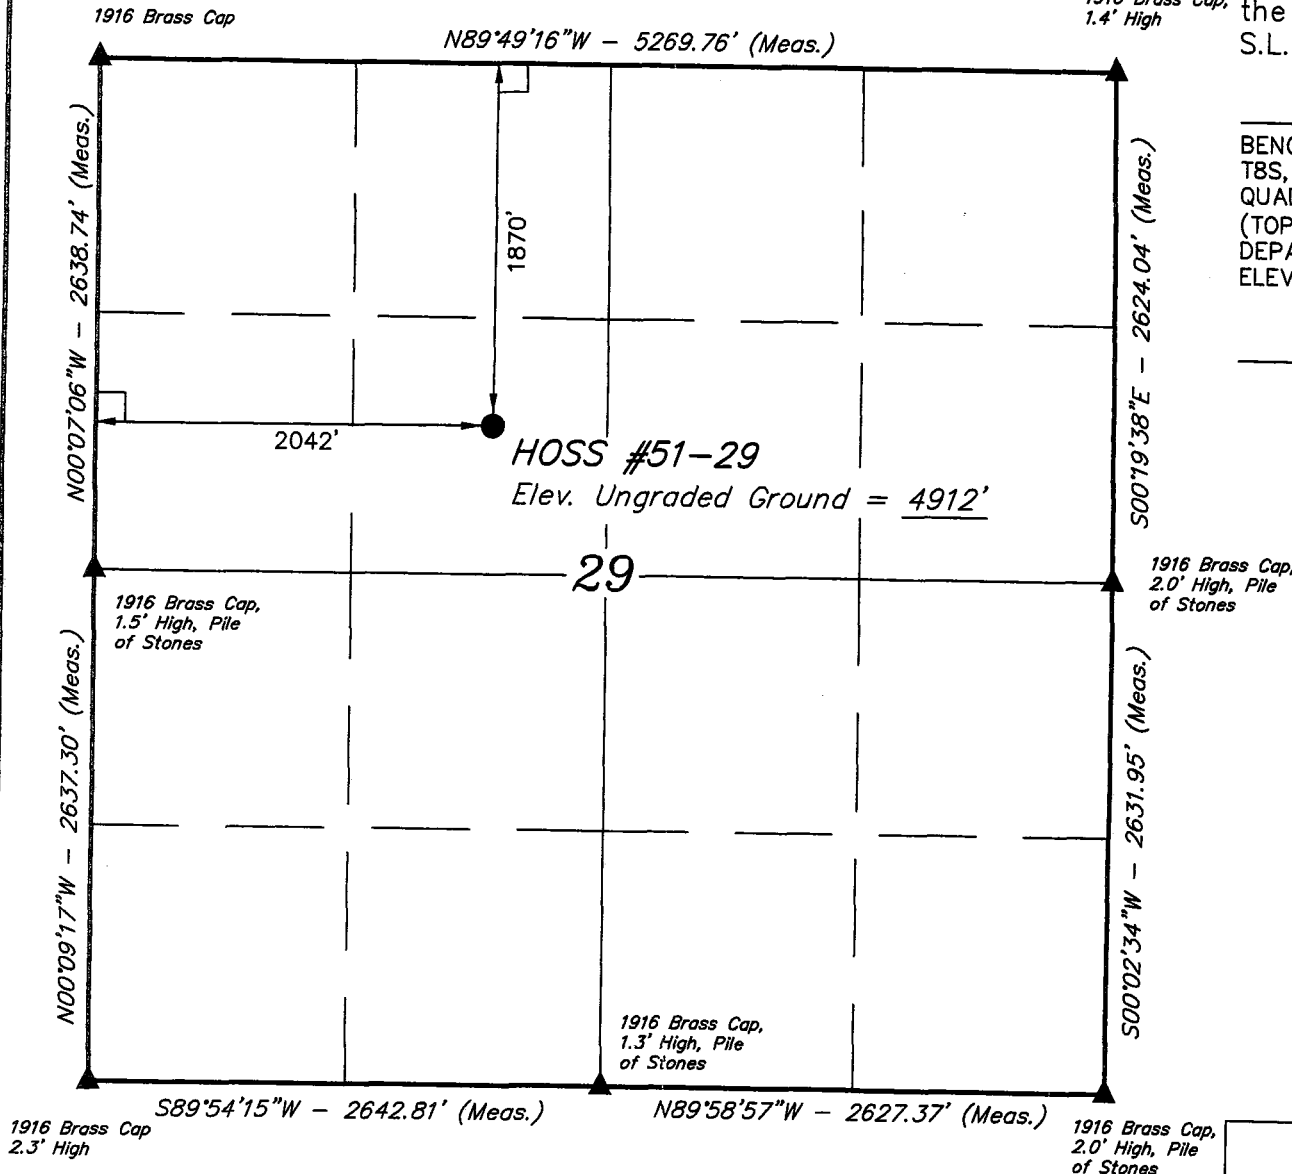 1916 Brass Cap
1916 Brass Cap,
1.4' High
the
S.L.
N89°49'16"W - 5269.76' (Meas.)
N00°07'06"W - 2638.74' (Meas.)
1870'
S00°19'38"E - 2624.04' (Meas.)
T8S,
(TOP
ELEV
2042'
HOSS #51-29
Elev. Ungraded Ground = 4912'
29
1916 Brass Cap,
1.5' High, Pile
of Stones
1916 Brass Cap,
2.0' High, Pile
of Stones
N00°09'17"W - 2637.30' (Meas.)
S00°02'34"W - 2631.95' (Meas.)
1916 Brass Cap,
1.3' High, Pile
of Stones
S89°54'15"W - 2642.81' (Meas.)
N89°58'57"W - 2627.37' (Meas.)
1916 Brass Cap
2.3' High
1916 Brass Cap,
2.0' High, Pile
of Stones